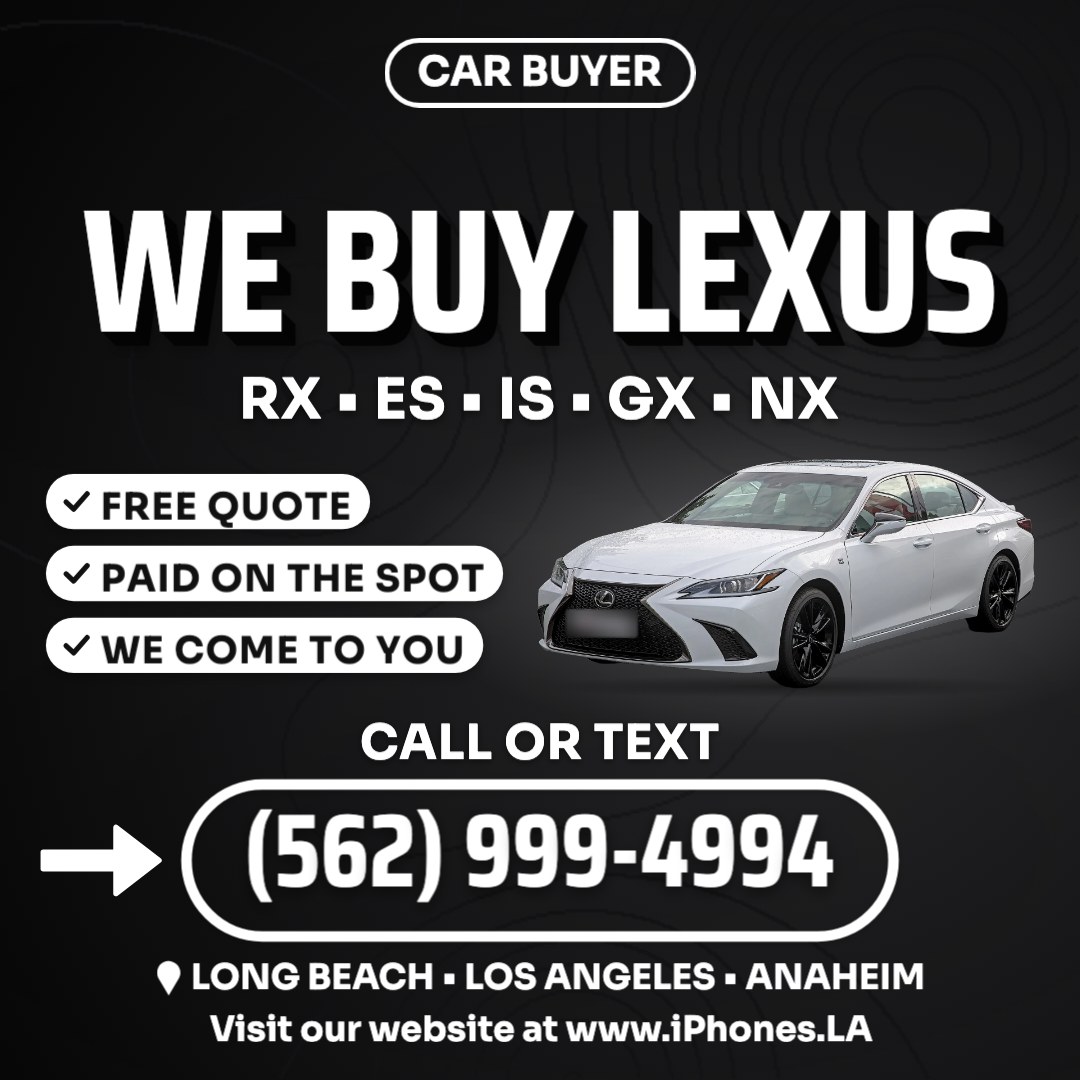 CAR BUYER
WE BUY LEXUS
RX ▪ ES ▪ IS ▪ GX ▪ NX
✓ FREE QUOTE
✓ PAID ON THE SPOT
✓ WE COME TO YOU
CALL OR TEXT
(562) 999-4994
LONG BEACH ▪ LOS ANGELES ▪ ANAHEIM
Visit our website at www.iPhones.LA